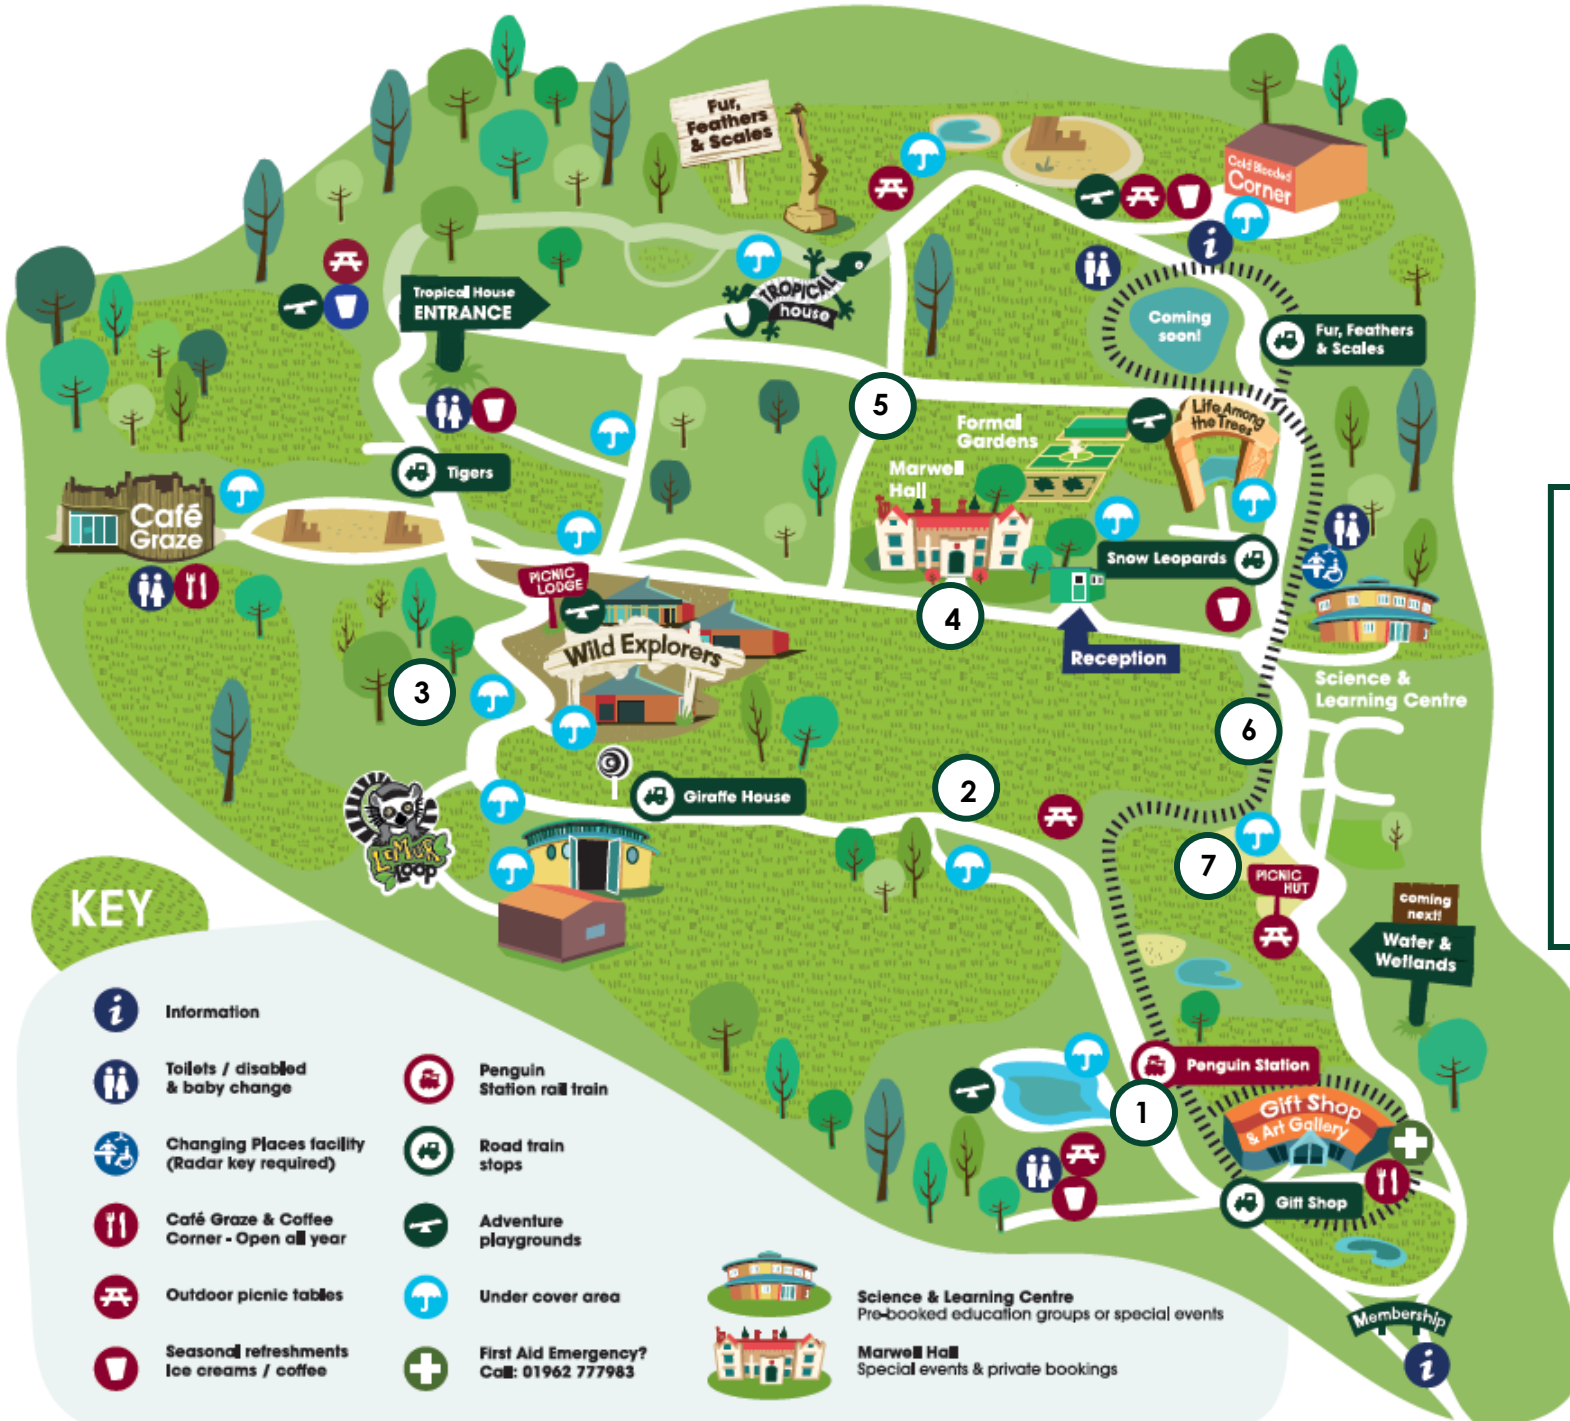 Fur,
Feathers
& Scales
Cold Blooded
Corner
i
Tropical House
ENTRANCE
TROPICAL
house
Coming
soon!
Fur, Feathers
& Scales
5
Formal
Gardens
Life Among
the Trees
Marwell
Hall
Tigers
Café
Graze
Snow Leopards
PICNIC
LODGE
Wild Explorers
4
Reception
Science &
Learning Centre
3
6
Giraffe House
2
LEMUR
Loop
7
PICNIC
HUT
coming
next!
Water &
Wetlands
KEY
Penguin Station
1
Gift Shop
& Art Gallery
Gift Shop
Membership
i
i
Information
Toilets / disabled
& baby change
Changing Places facility
(Radar key required)
Café Graze & Coffee
Corner - Open all year
Outdoor picnic tables
Seasonal refreshments
Ice creams / coffee
Penguin
Station rail train
Road train
stops
Adventure
playgrounds
Under cover area
First Aid Emergency?
Call: 01962 777983
Science & Learning Centre
Pre-booked education groups or special events
Marwell Hall
Special events & private bookings